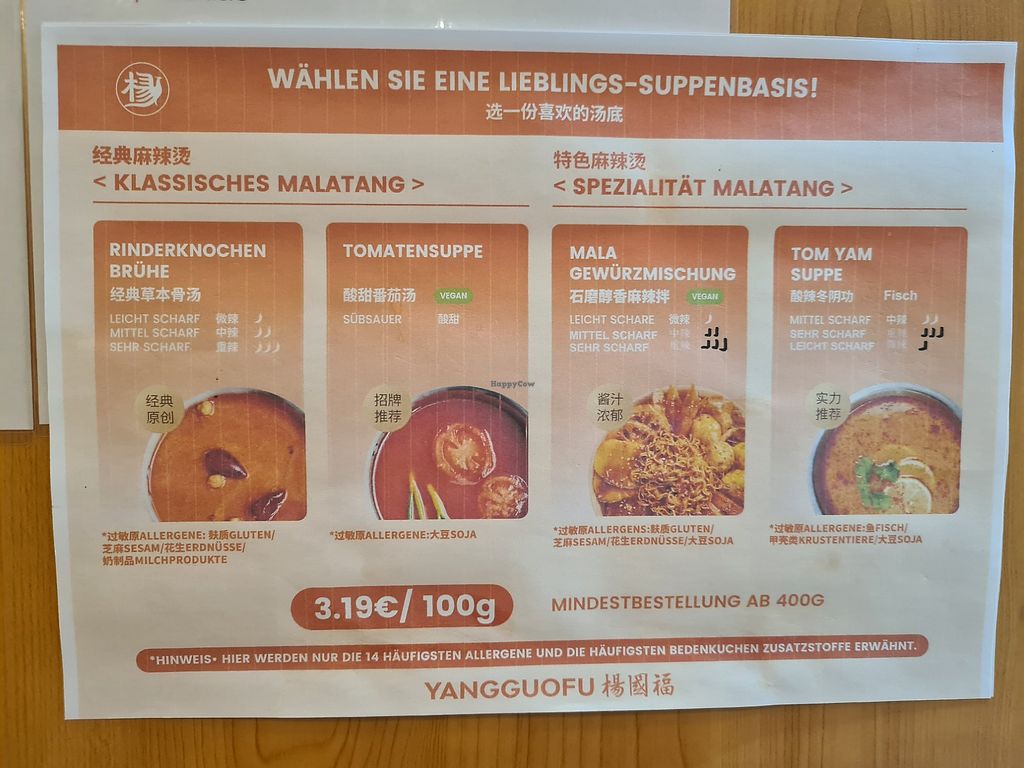 楊
WÄHLEN SIE EINE LIEBLINGS-SUPPENBASIS!
选一份喜欢的汤底
经典麻辣烫
< KLASSISCHES MALATANG >
特色麻辣烫
< SPEZIALITÄT MALATANG >
RINDERKNOCHEN
BRÜHE
经典草本骨汤
LEICHT SCHARF 微辣
MITTEL SCHARF 中辣
SEHR SCHARF 重辣
经典
原创
*过敏原ALLERGENE: 麸质GLUTEN/
芝麻SESAM/花生ERDNÜSSE/
奶制品MILCHPRODUKTE
TOMATENSUPPE
酸甜番茄汤 VEGAN
SÜBSAUER 酸甜
招牌
推荐
*过敏原ALLERGENE:大豆SOJA
MALA
GEWÜRZMISCHUNG
石磨醇香麻辣拌 VEGAN
LEICHT SCHARE 微辣
MITTEL SCHARF 中辣
SEHR SCHARF 重辣
酱汁
浓郁
*过敏原ALLERGENS:麸质GLUTEN/
芝麻SESAM/花生ERDNÜSSE/大豆SOJA
TOM YAM
SUPPE
酸辣冬阴功 Fisch
MITTEL SCHARF 中辣
SEHR SCHARF 重辣
LEICHT SCHARF
实力
推荐
*过敏原ALLERGENE:鱼FISCH/
甲壳类KRUSTENTIERE/大豆SOJA
HappyCow
3.19€/ 100g
MINDESTBESTELLUNG AB 400G
*HINWEIS• HIER WERDEN NUR DIE 14 HÄUFIGSTEN ALLERGENE UND DIE HÄUFIGSTEN BEDENKUCHEN ZUSATZSTOFFE ERWÄHNT.
YANGGUOFU 楊國福